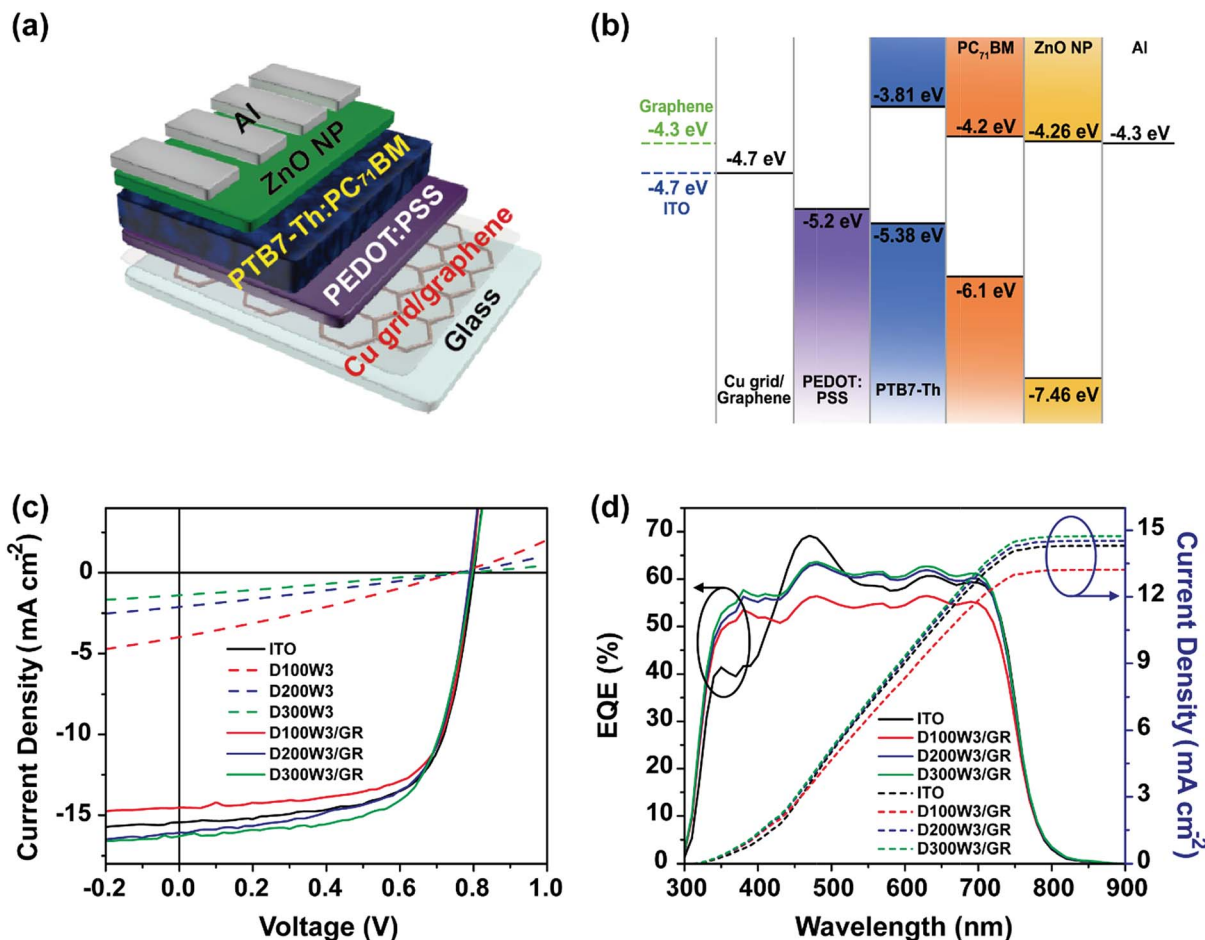 (a)
Al
ZnO NP
PTB7-Th:PC₇₁BM
PEDOT:PSS
Cu grid/graphene
Glass
(b)
PC₇₁BM
ZnO NP
Al
Graphene
-4.3 eV
-4.7 eV
ITO
-4.7 eV
-5.2 eV
-3.81 eV
-5.38 eV
-4.2 eV
-6.1 eV
-4.26 eV
-7.46 eV
-4.3 eV
Cu grid/
Graphene
PEDOT:
PSS
PTB7-Th
(c)
Current Density (mA cm⁻²)
0
-5
-10
-15
ITO
D100W3
D200W3
D300W3
D100W3/GR
D200W3/GR
D300W3/GR
-0.2 0.0 0.2 0.4 0.6 0.8 1.0
Voltage (V)
(d)
EQE (%)
70
60
50
40
30
20
10
0
ITO
D100W3/GR
D200W3/GR
D300W3/GR
ITO
D100W3/GR
D200W3/GR
D300W3/GR
15
12
9
6
3
0
Current Density (mA cm⁻²)
300 400 500 600 700 800 900
Wavelength (nm)